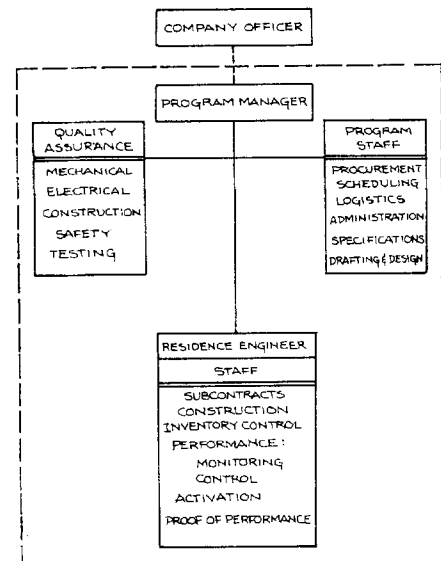 COMPANY OFFICER
PROGRAM MANAGER
QUALITY
ASSURANCE
MECHANICAL
ELECTRICAL
CONSTRUCTION
SAFETY
TESTING
PROGRAM
STAFF
PROCUREMENT
SCHEDULING
LOGISTICS
ADMINISTRATION
SPECIFICATIONS
DRAFTING & DESIGN
RESIDENCE ENGINEER
STAFF
SUBCONTRACTS
CONSTRUCTION
INVENTORY CONTROL
PERFORMANCE:
MONITORING
CONTROL
ACTIVATION
PROOF OF PERFORMANCE